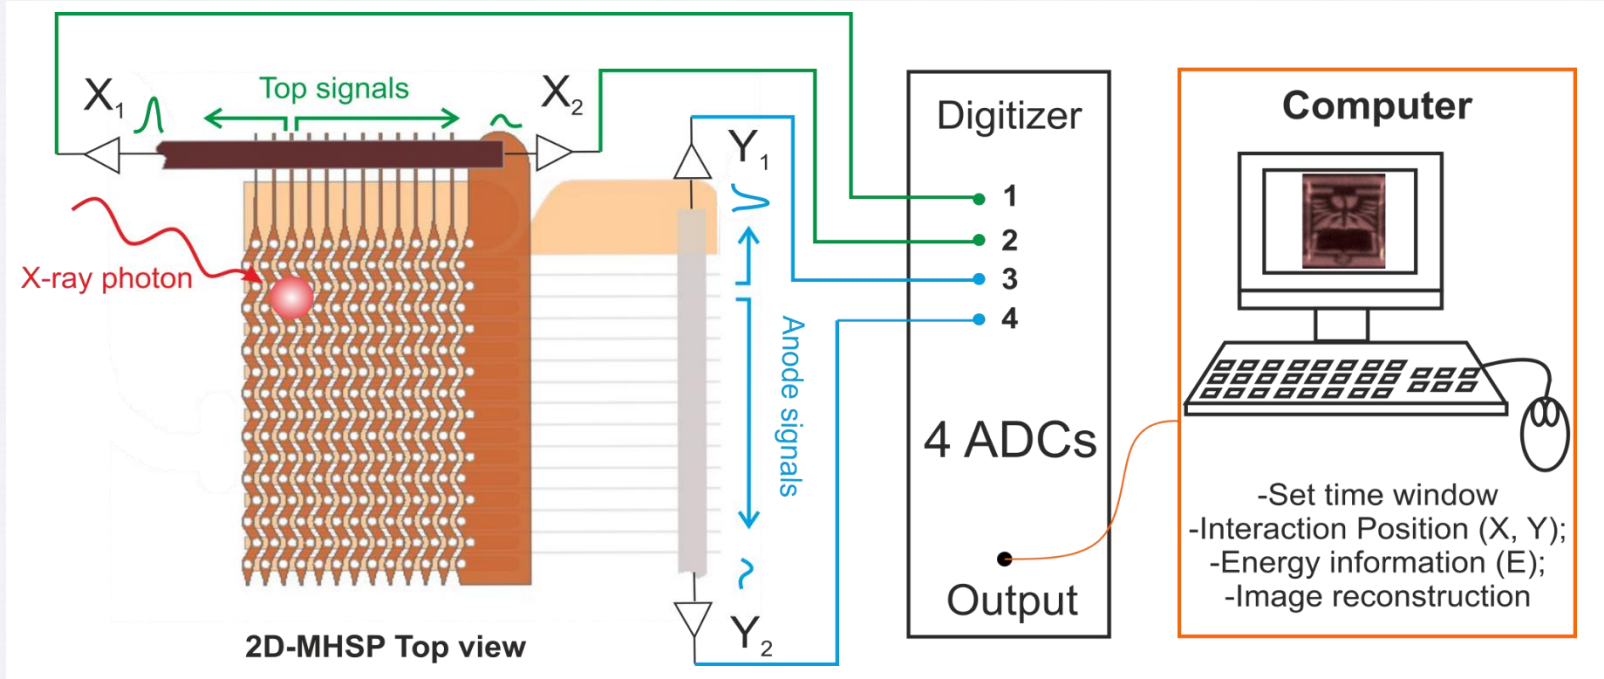 X1
Top signals
X2
Y1
X-ray photon
Anode signals
Y2
2D-MHSP Top view
Digitizer
1
2
3
4
4 ADCs
Output
Computer
-Set time window
-Interaction Position (X, Y);
-Energy information (E);
-Image reconstruction